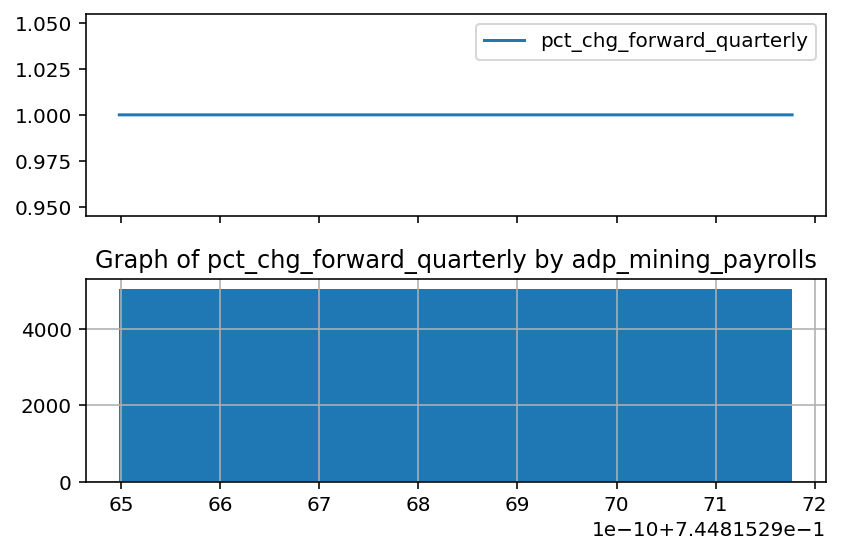 1.050
1.025
1.000
0.975
0.950
pct_chg_forward_quarterly
Graph of pct_chg_forward_quarterly by adp_mining_payrolls
4000
2000
0
65 66 67 68 69 70 71 72
1e−10+7.4481529e−1